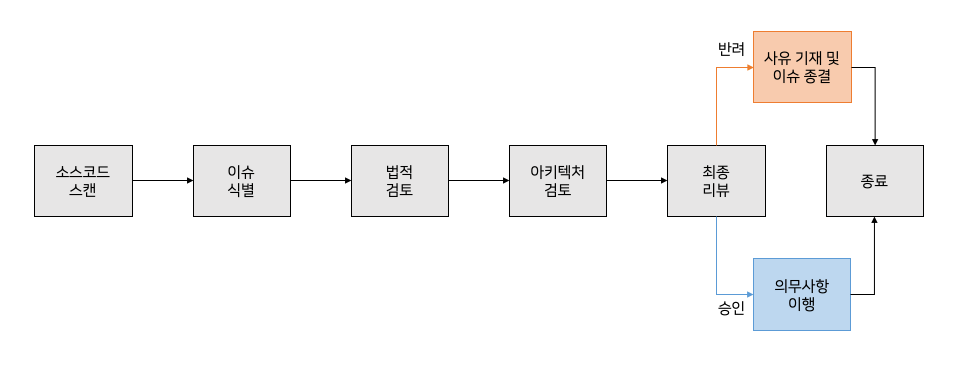 소스코드
스캔
이슈
식별
법적
검토
아키텍처
검토
최종
리뷰
반려
사유 기재 및
이슈 종결
승인
의무사항
이행
종료